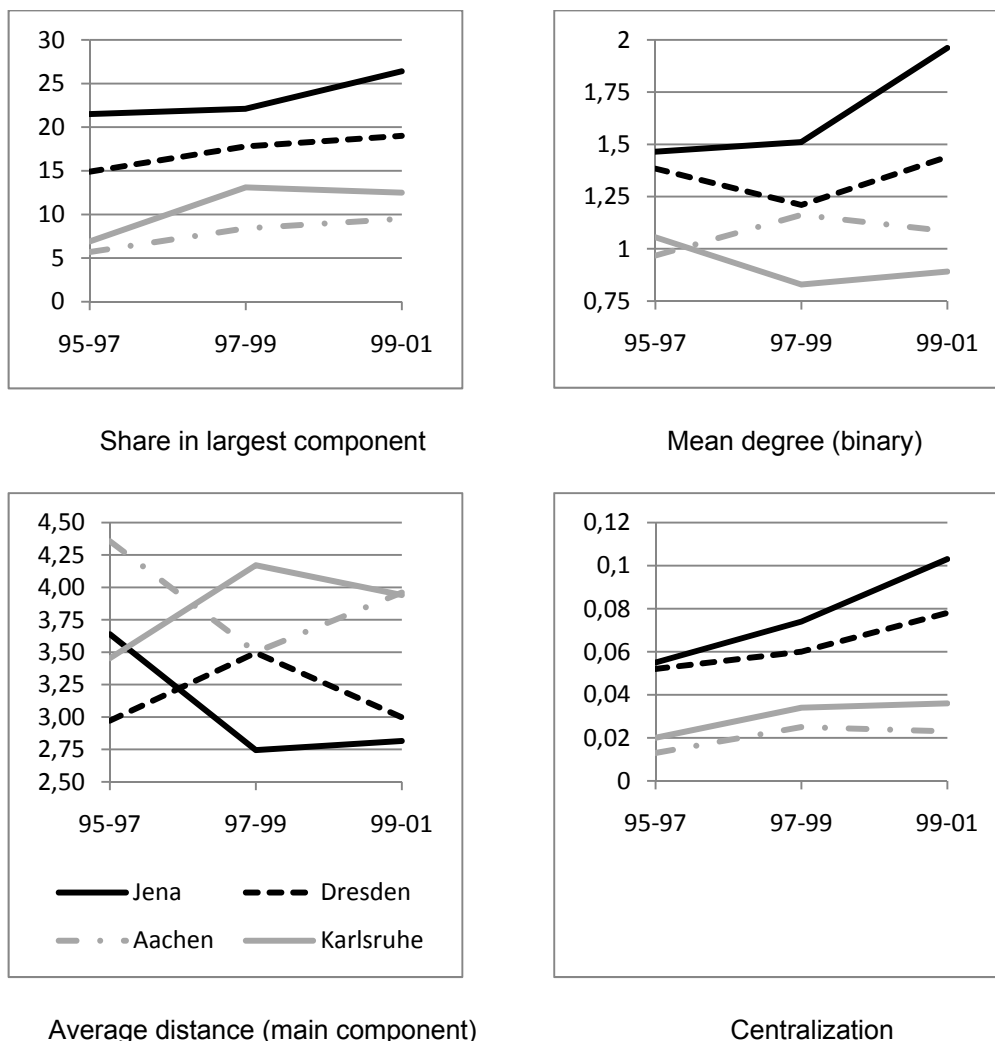 30
25
20
15
10
5
0
95-97 97-99 99-01
Share in largest component
2
1,75
1,5
1,25
1
0,75
95-97 97-99 99-01
Mean degree (binary)
4,50
4,25
4,00
3,75
3,50
3,25
3,00
2,75
2,50
95-97 97-99 99-01
Jena Dresden
Aachen Karlsruhe
Average distance (main component)
0,12
0,1
0,08
0,06
0,04
0,02
0
95-97 97-99 99-01
Centralization